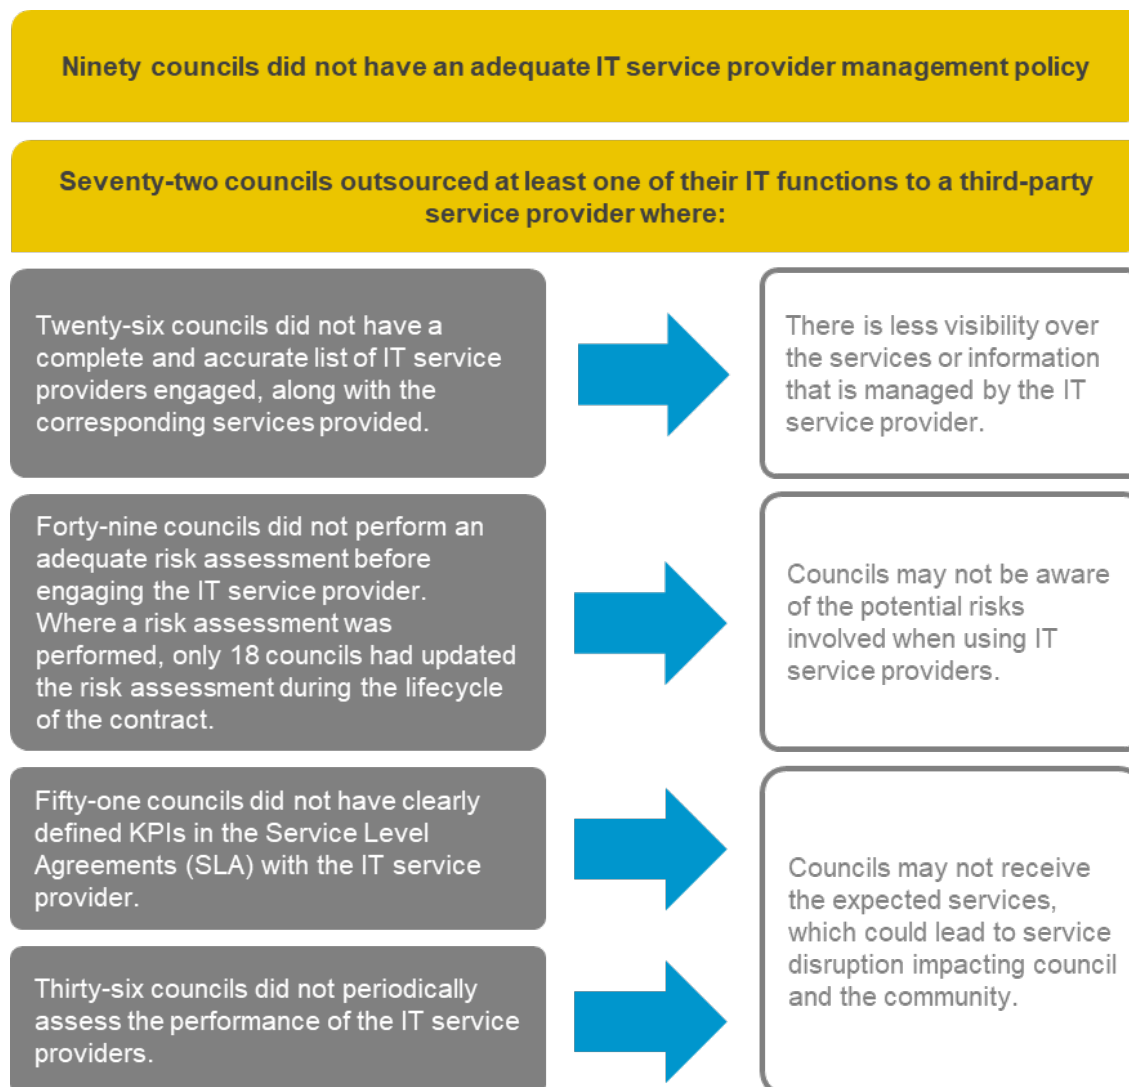 Ninety councils did not have an adequate IT service provider management policy
Seventy-two councils outsourced at least one of their IT functions to a third-party
service provider where:
Twenty-six councils did not have a
complete and accurate list of IT service
providers engaged, along with the
corresponding services provided.
There is less visibility over
the services or information
that is managed by the IT
service provider.
Forty-nine councils did not perform an
adequate risk assessment before
engaging the IT service provider.
Where a risk assessment was
performed, only 18 councils had updated
the risk assessment during the lifecycle
of the contract.
Councils may not be aware
of the potential risks
involved when using IT
service providers.
Fifty-one councils did not have clearly
defined KPIs in the Service Level
Agreements (SLA) with the IT service
provider.
Thirty-six councils did not periodically
assess the performance of the IT service
providers.
Councils may not receive
the expected services,
which could lead to service
disruption impacting council
and the community.